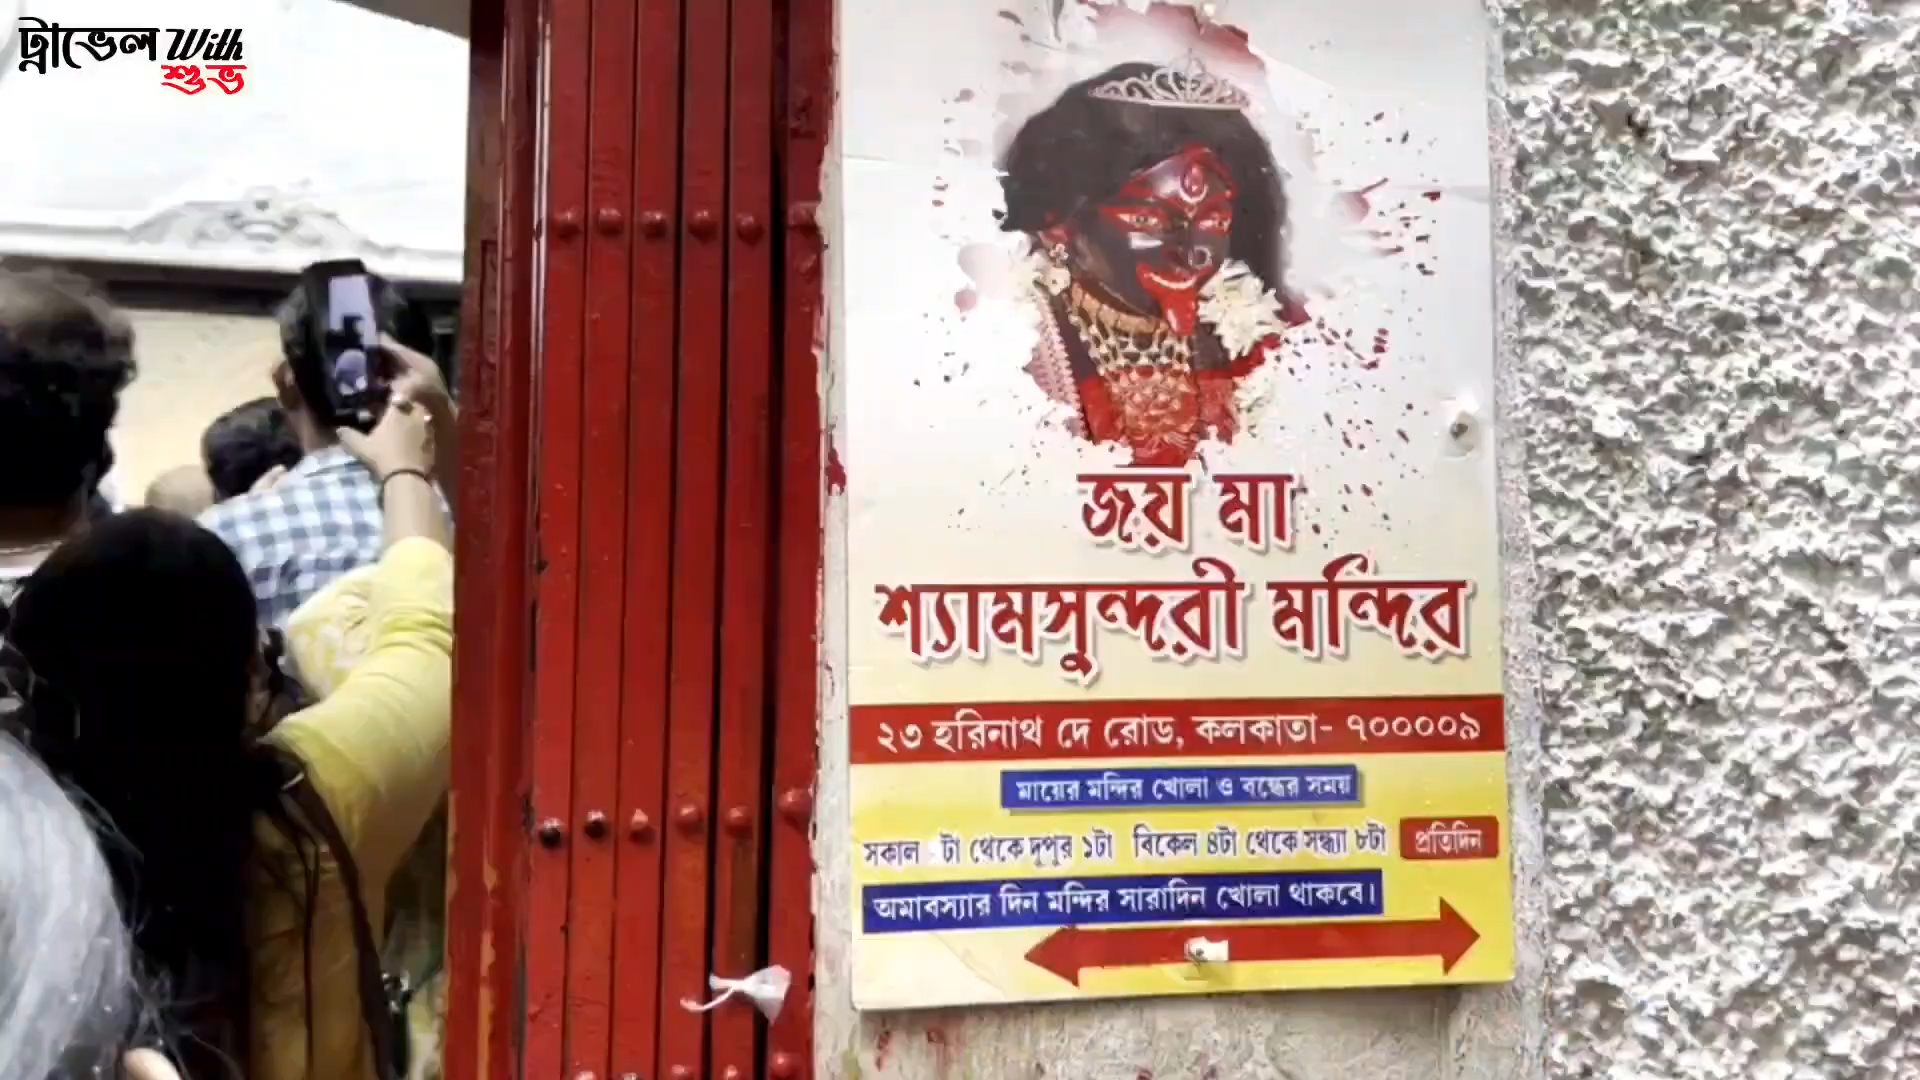 ট্রাভেল With
শুভ
জয় মা
শ্যামসুন্দরী মন্দির
২৩ হরিনাথ দে রোড, কলকাতা- ৭০০০০৯
মায়ের মন্দির খোলা ও বন্ধের সময়
সকাল টা থেকে দুপুর ১টা বিকেল ৪টা থেকে সন্ধ্যা ৮টা প্রতিদিন
অমাবস্যার দিন মন্দির সারাদিন খোলা থাকবে।